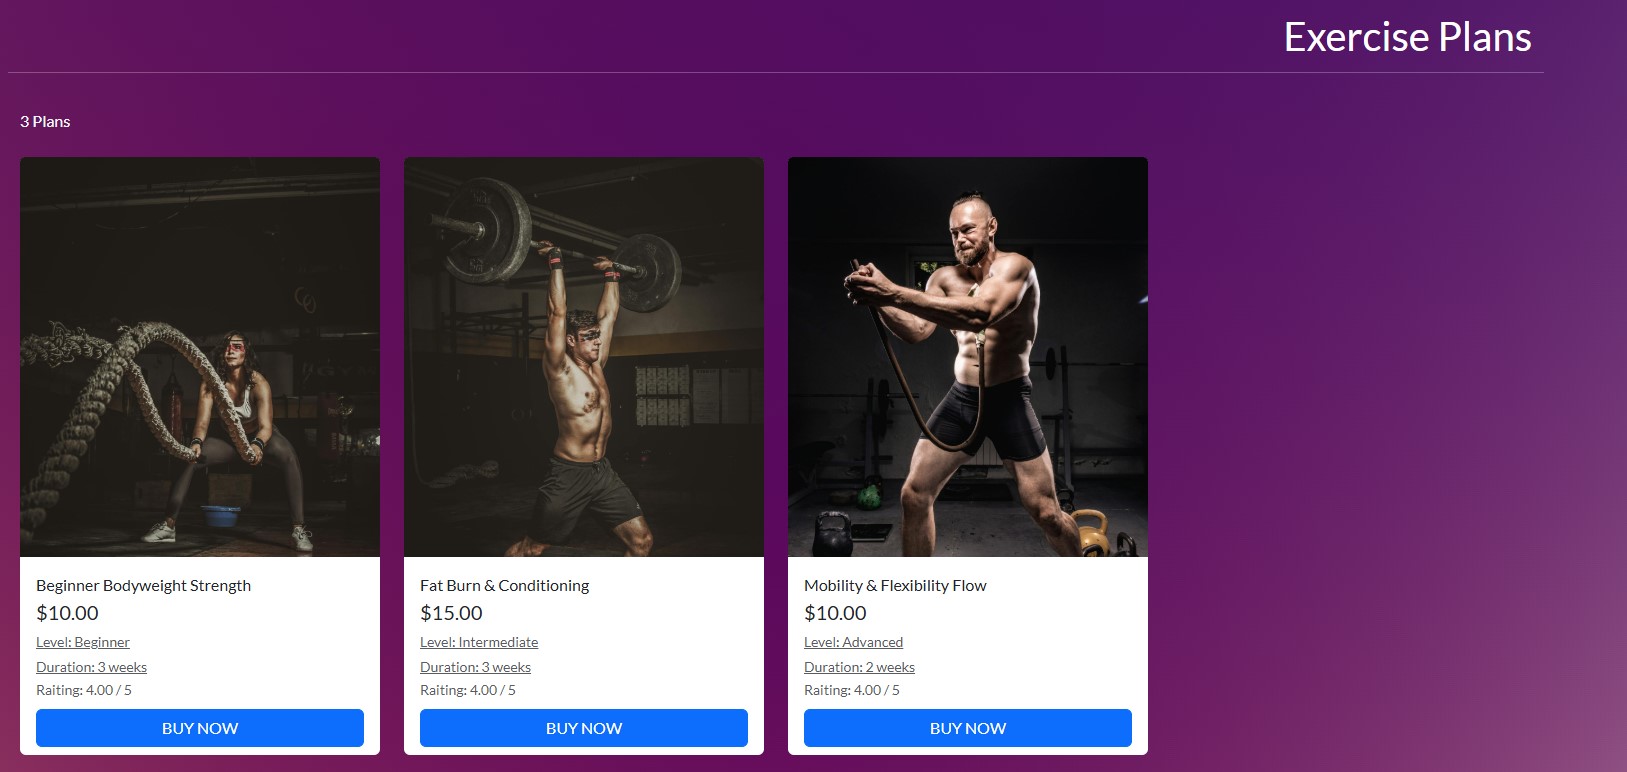 Exercise Plans
3 Plans
Beginner Bodyweight Strength
$10.00
Level: Beginner
Duration: 3 weeks
Raiting: 4.00 / 5
BUY NOW
Fat Burn & Conditioning
$15.00
Level: Intermediate
Duration: 3 weeks
Raiting: 4.00 / 5
BUY NOW
Mobility & Flexibility Flow
$10.00
Level: Advanced
Duration: 2 weeks
Raiting: 4.00 / 5
BUY NOW